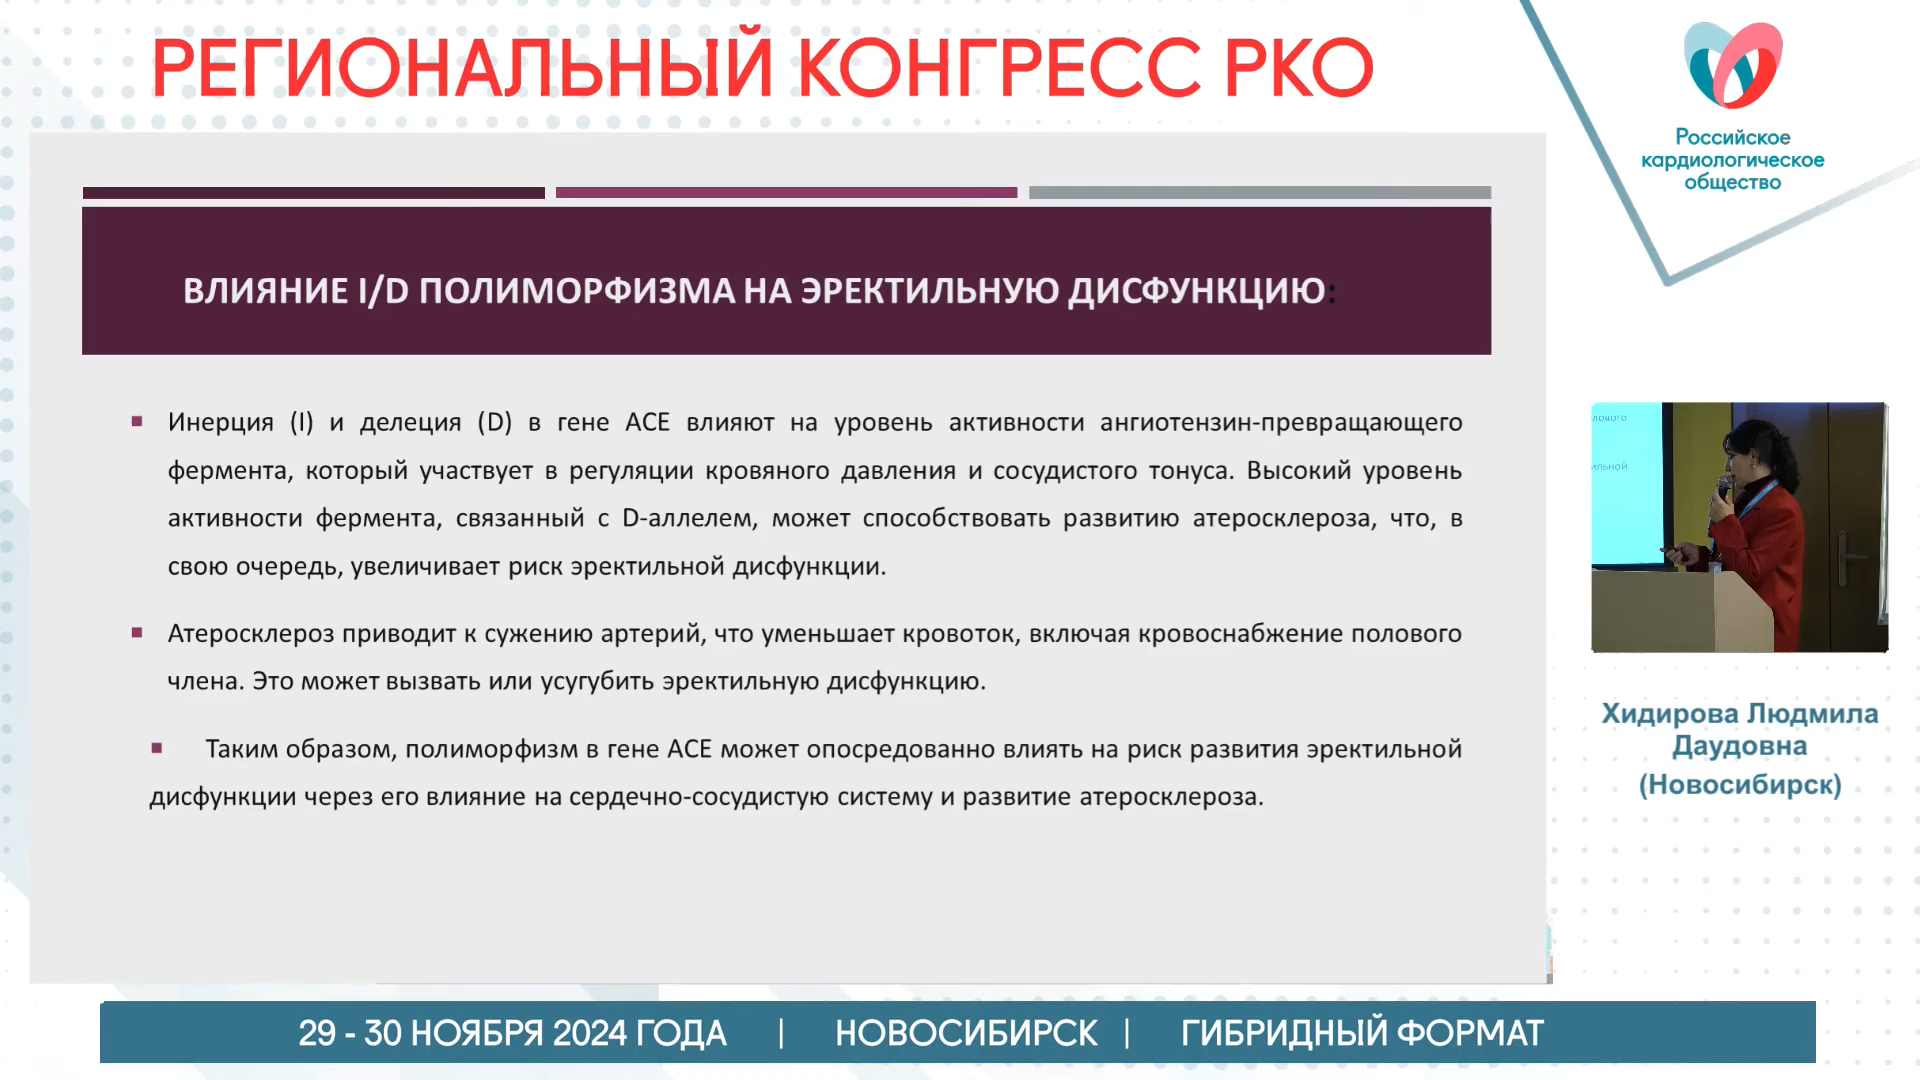 РЕГИОНАЛЬНЫЙ КОНГРЕСС РКО
Российское
кардиологическое
общество
ВЛИЯНИЕ I/D ПОЛИМОРФИЗМА НА ЭРЕКТИЛЬНУЮ ДИСФУНКЦИЮ:
Инерция (I) и делеция (D) в гене ACE влияют на уровень активности ангиотензин-превращающего
фермента, который участвует в регуляции кровяного давления и сосудистого тонуса. Высокий уровень
активности фермента, связанный с D-аллелем, может способствовать развитию атеросклероза, что, в
свою очередь, увеличивает риск эректильной дисфункции.
Атеросклероз приводит к сужению артерий, что уменьшает кровоток, включая кровоснабжение полового
члена. Это может вызвать или усугубить эректильную дисфункцию.
Таким образом, полиморфизм в гене ACE может опосредованно влиять на риск развития эректильной
дисфункции через его влияние на сердечно-сосудистую систему и развитие атеросклероза.
Хидирова Людмила
Даудовна
(Новосибирск)
29 - 30 НОЯБРЯ 2024 ГОДА | НОВОСИБИРСК | ГИБРИДНЫЙ ФОРМАТ